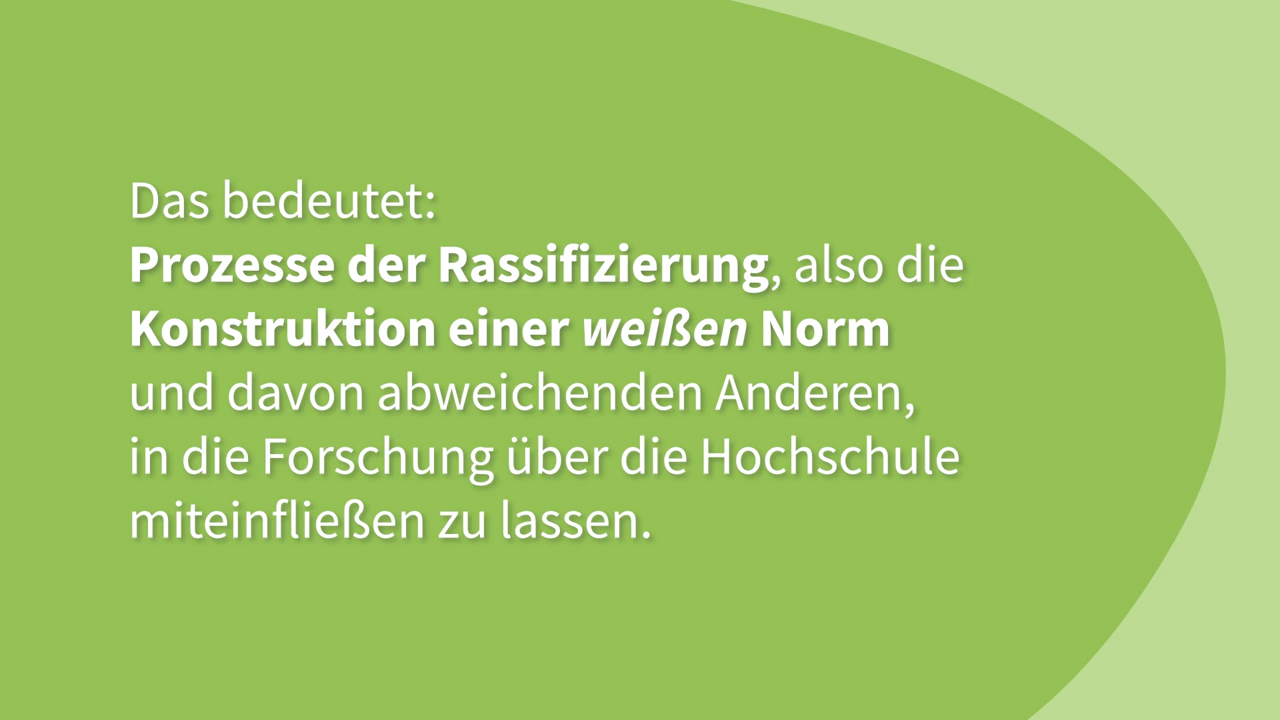 Das bedeutet:
Prozesse der Rassifizierung, also die
Konstruktion einer weißen Norm
und davon abweichenden Anderen,
in die Forschung über die Hochschule
miteinfließen zu lassen.